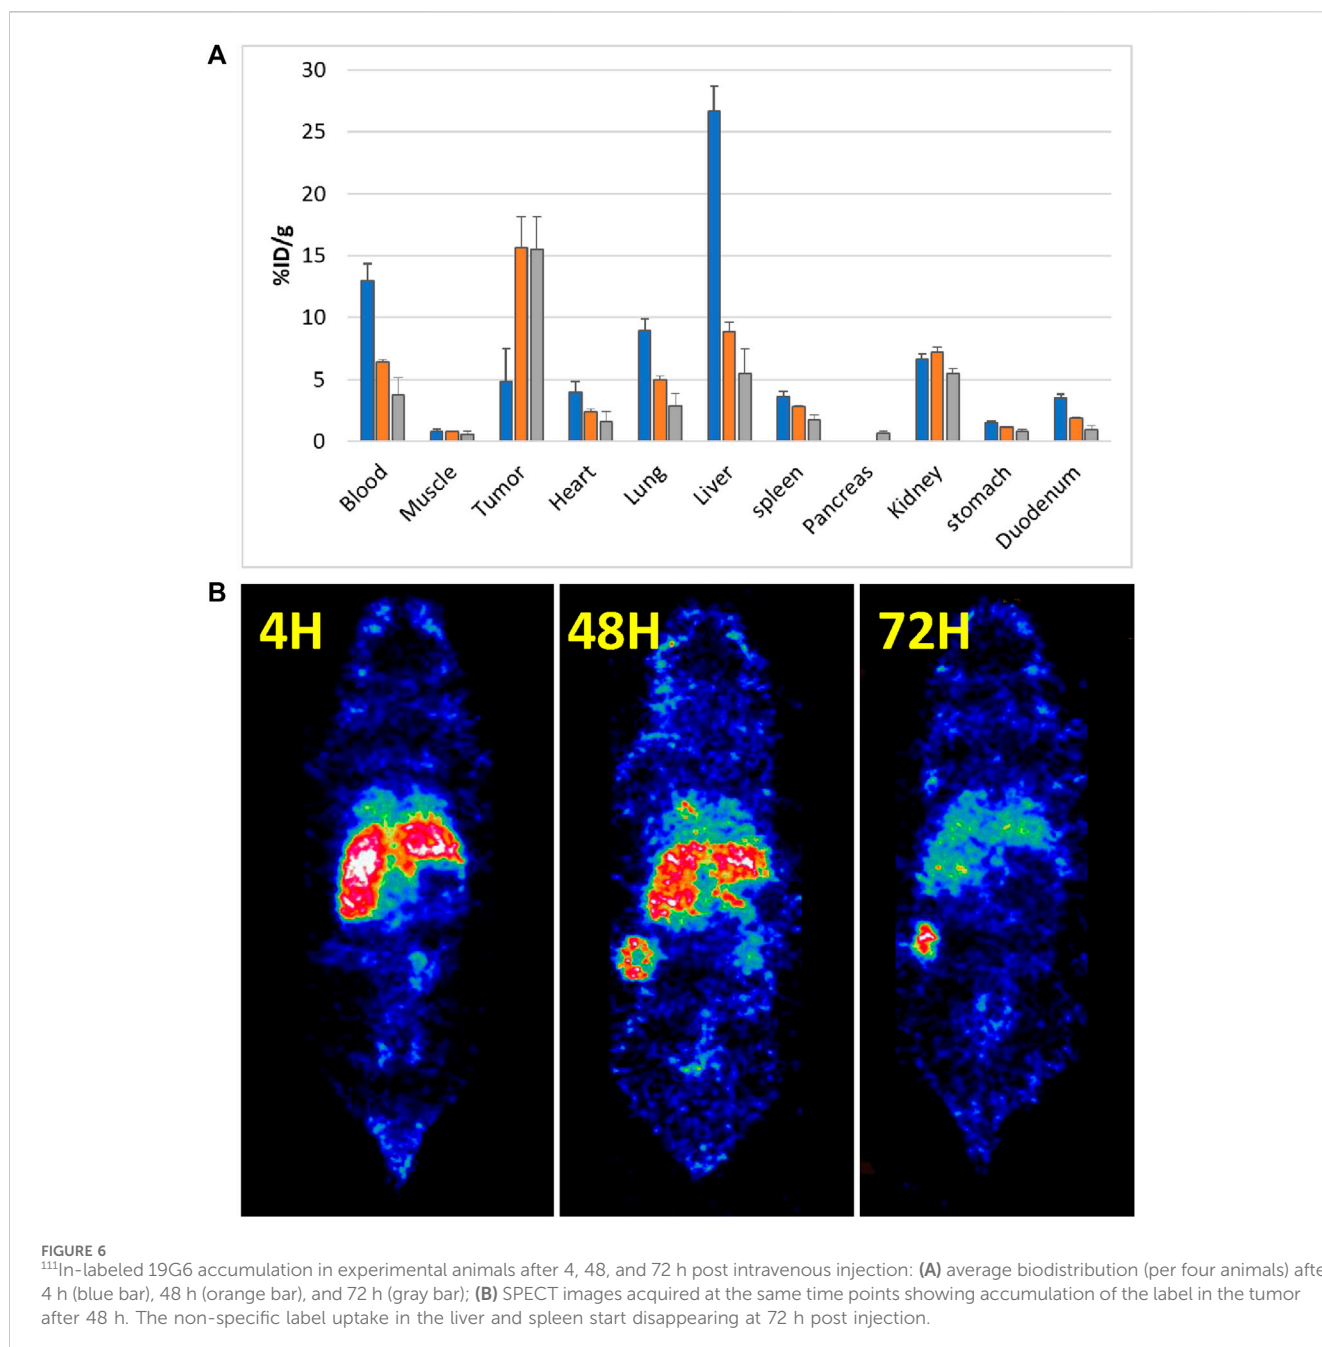 A
30
25
20
15
10
5
0
%ID/g
Blood
Muscle
Tumor
Heart
Lung
Liver
spleen
Pancreas
Kidney
stomach
Duodenum
B
4H
48H
72H
FIGURE 6
¹¹¹In-labeled 19G6 accumulation in experimental animals after 4, 48, and 72 h post intravenous injection: (A) average biodistribution (per four animals) afte
4 h (blue bar), 48 h (orange bar), and 72 h (gray bar); (B) SPECT images acquired at the same time points showing accumulation of the label in the tumor
after 48 h. The non-specific label uptake in the liver and spleen start disappearing at 72 h post injection.